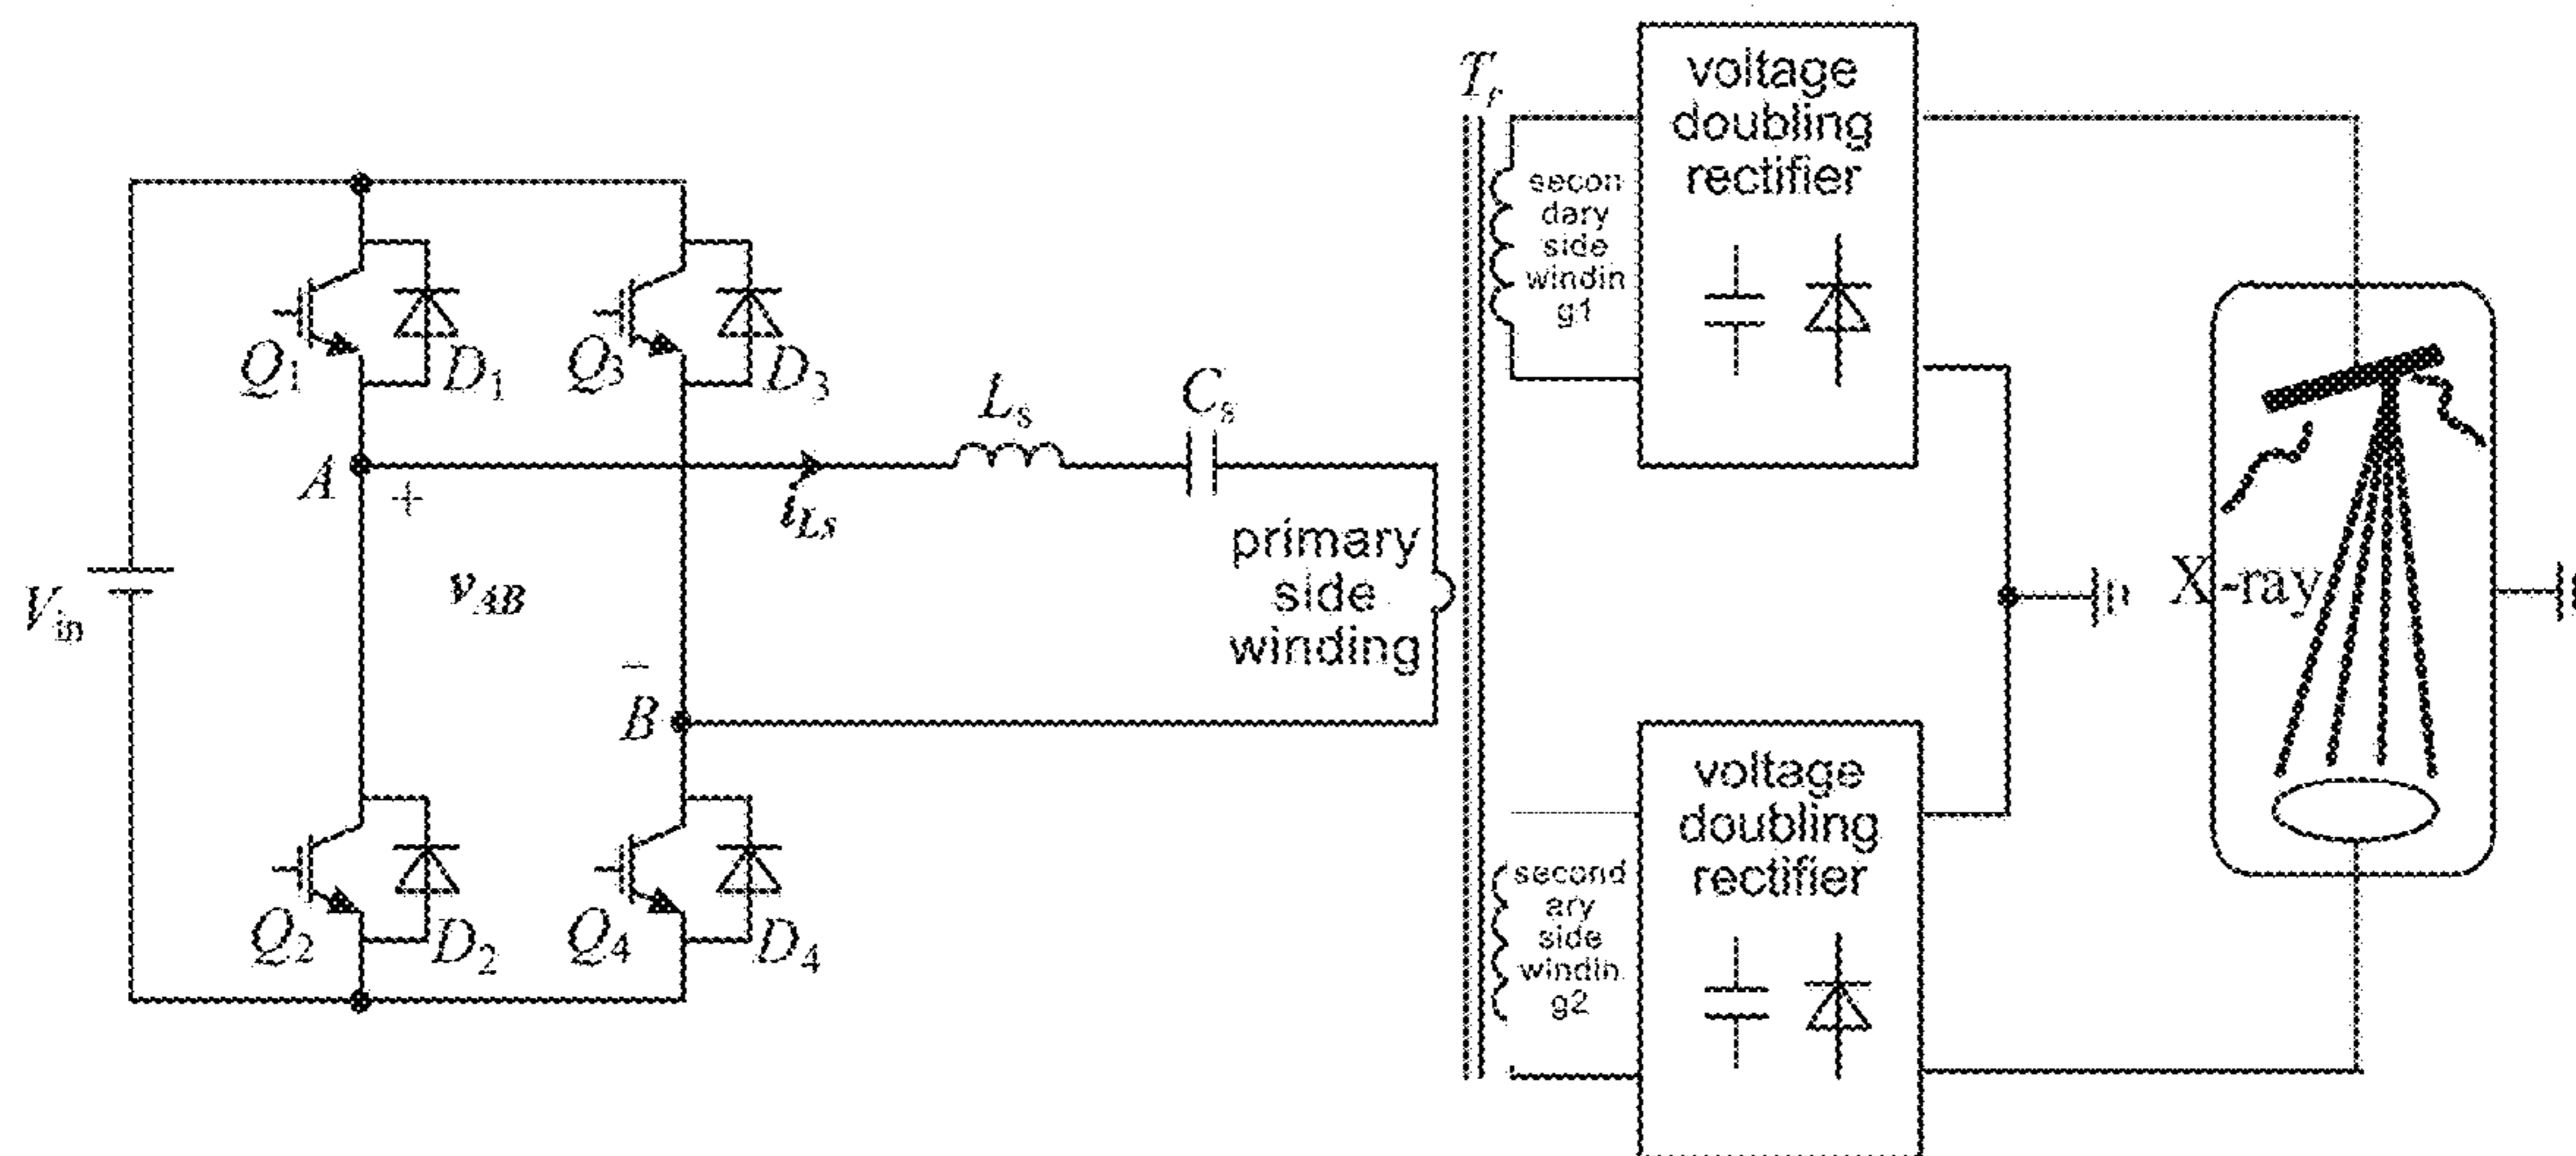 Tr
voltage
doubling
rectifier
secon
dary
side
windin
g1
Q1
D1
Q3
D3
Ls
Cs
A
+
iLs
primary
side
winding
Vin
vAB
X-ray
−
B
voltage
doubling
rectifier
second
ary
side
windin
g2
Q2
D2
Q4
D4